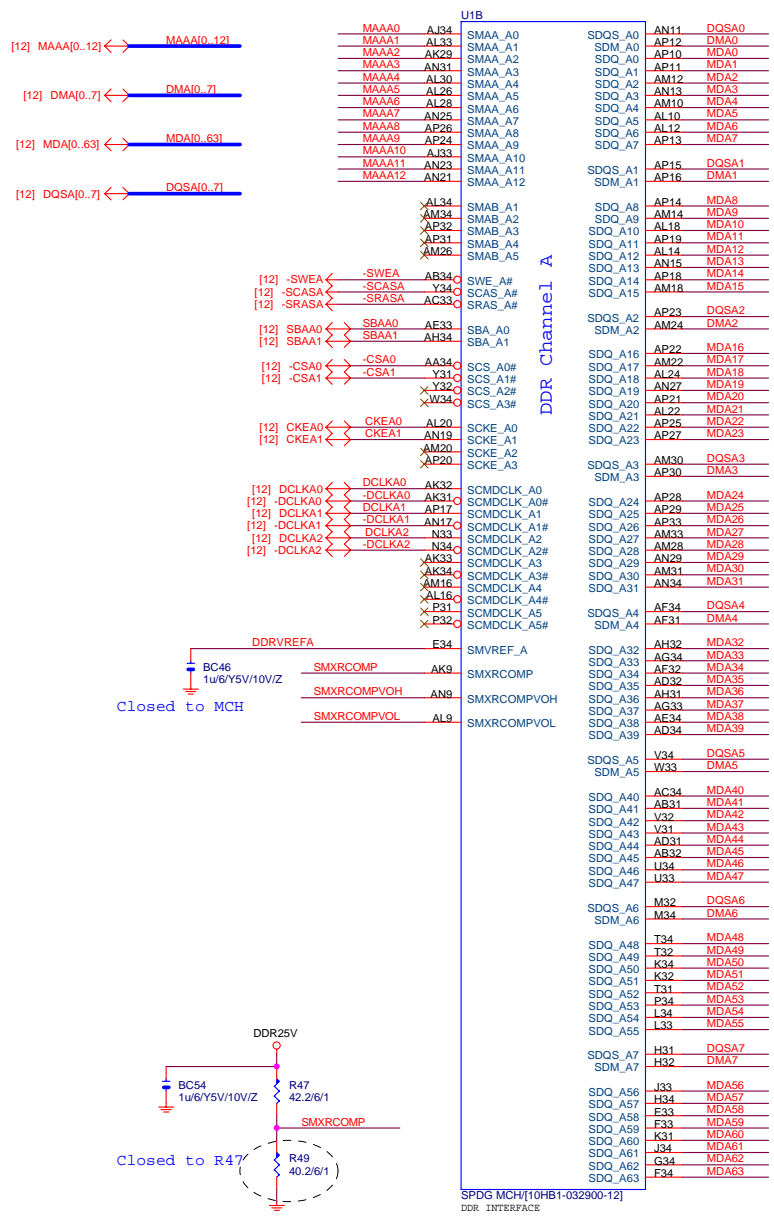 U1B
[12] MAAA[0..12] MAAA[0..12]
[12] DMA[0..7] DMA[0..7]
[12] MDA[0..63] MDA[0..63]
[12] DQSA[0..7] DQSA[0..7]
MAAA0 AJ34 SMAA_A0
MAAA1 AL33 SMAA_A1
MAAA2 AK29 SMAA_A2
MAAA3 AN31 SMAA_A3
MAAA4 AL30 SMAA_A4
MAAA5 AL26 SMAA_A5
MAAA6 AL28 SMAA_A6
MAAA7 AN25 SMAA_A7
MAAA8 AP26 SMAA_A8
MAAA9 AP24 SMAA_A9
MAAA10 AJ33 SMAA_A10
MAAA11 AN23 SMAA_A11
MAAA12 AN21 SMAA_A12
AL34 SMAB_A1
AM34 SMAB_A2
AP32 SMAB_A3
AP31 SMAB_A4
AM26 SMAB_A5
[12] -SWEA -SWEA AB34 SWE_A#
[12] -SCASA -SCASA Y34 SCAS_A#
[12] -SRASA -SRASA AC33 SRAS_A#
[12] SBAA0 SBAA0 AE33 SBA_A0
[12] SBAA1 SBAA1 AH34 SBA_A1
[12] -CSA0 -CSA0 AA34 SCS_A0#
[12] -CSA1 -CSA1 Y31 SCS_A1#
Y32 SCS_A2#
W34 SCS_A3#
[12] CKEA0 CKEA0 AL20 SCKE_A0
[12] CKEA1 CKEA1 AN19 SCKE_A1
AM20 SCKE_A2
AP20 SCKE_A3
[12] DCLKA0 DCLKA0 AK32 SCMDCLK_A0
[12] -DCLKA0 -DCLKA0 AK31 SCMDCLK_A0#
[12] DCLKA1 DCLKA1 AP17 SCMDCLK_A1
[12] -DCLKA1 -DCLKA1 AN17 SCMDCLK_A1#
[12] DCLKA2 DCLKA2 N33 SCMDCLK_A2
[12] -DCLKA2 -DCLKA2 N34 SCMDCLK_A2#
AK33 SCMDCLK_A3
AK34 SCMDCLK_A3#
AM16 SCMDCLK_A4
AL16 SCMDCLK_A4#
P31 SCMDCLK_A5
P32 SCMDCLK_A5#
DDRVREFA E34 SMVREF_A
BC46
1u/6/Y5V/10V/Z
Closed to MCH
SMXRCOMP AK9 SMXRCOMP
SMXRCOMPVOH AN9 SMXRCOMPVOH
SMXRCOMPVOL AL9 SMXRCOMPVOL
DDR Channel A
SDQS_A0 AN11 DQSA0
SDM_A0 AP12 DMA0
SDQ_A0 AP10 MDA0
SDQ_A1 AP11 MDA1
SDQ_A2 AM12 MDA2
SDQ_A3 AN13 MDA3
SDQ_A4 AM10 MDA4
SDQ_A5 AL10 MDA5
SDQ_A6 AL12 MDA6
SDQ_A7 AP13 MDA7
SDQS_A1 AP15 DQSA1
SDM_A1 AP16 DMA1
SDQ_A8 AP14 MDA8
SDQ_A9 AM14 MDA9
SDQ_A10 AL18 MDA10
SDQ_A11 AP19 MDA11
SDQ_A12 AL14 MDA12
SDQ_A13 AN15 MDA13
SDQ_A14 AP18 MDA14
SDQ_A15 AM18 MDA15
SDQS_A2 AP23 DQSA2
SDM_A2 AM24 DMA2
SDQ_A16 AP22 MDA16
SDQ_A17 AM22 MDA17
SDQ_A18 AL24 MDA18
SDQ_A19 AN27 MDA19
SDQ_A20 AP21 MDA20
SDQ_A21 AL22 MDA21
SDQ_A22 AP25 MDA22
SDQ_A23 AP27 MDA23
SDQS_A3 AM30 DQSA3
SDM_A3 AP30 DMA3
SDQ_A24 AP28 MDA24
SDQ_A25 AP29 MDA25
SDQ_A26 AP33 MDA26
SDQ_A27 AM33 MDA27
SDQ_A28 AM28 MDA28
SDQ_A29 AN29 MDA29
SDQ_A30 AM31 MDA30
SDQ_A31 AN34 MDA31
SDQS_A4 AF34 DQSA4
SDM_A4 AF31 DMA4
SDQ_A32 AH32 MDA32
SDQ_A33 AG34 MDA33
SDQ_A34 AF32 MDA34
SDQ_A35 AD32 MDA35
SDQ_A36 AH31 MDA36
SDQ_A37 AG33 MDA37
SDQ_A38 AE34 MDA38
SDQ_A39 AD34 MDA39
SDQS_A5 V34 DQSA5
SDM_A5 W33 DMA5
SDQ_A40 AC34 MDA40
SDQ_A41 AB31 MDA41
SDQ_A42 V32 MDA42
SDQ_A43 V31 MDA43
SDQ_A44 AD31 MDA44
SDQ_A45 AB32 MDA45
SDQ_A46 U34 MDA46
SDQ_A47 U33 MDA47
SDQS_A6 M32 DQSA6
SDM_A6 M34 DMA6
SDQ_A48 T34 MDA48
SDQ_A49 T32 MDA49
SDQ_A50 K34 MDA50
SDQ_A51 K32 MDA51
SDQ_A52 T31 MDA52
SDQ_A53 P34 MDA53
SDQ_A54 L34 MDA54
SDQ_A55 L33 MDA55
SDQS_A7 H31 DQSA7
SDM_A7 H32 DMA7
SDQ_A56 J33 MDA56
SDQ_A57 H34 MDA57
SDQ_A58 E33 MDA58
SDQ_A59 F33 MDA59
SDQ_A60 K31 MDA60
SDQ_A61 J34 MDA61
SDQ_A62 G34 MDA62
SDQ_A63 F34 MDA63
DDR25V
BC54
1u/6/Y5V/10V/Z
R47
42.2/6/1
SMXRCOMP
Closed to R47
R49
40.2/6/1
SPDG MCH/[10HB1-032900-12]
DDR INTERFACE